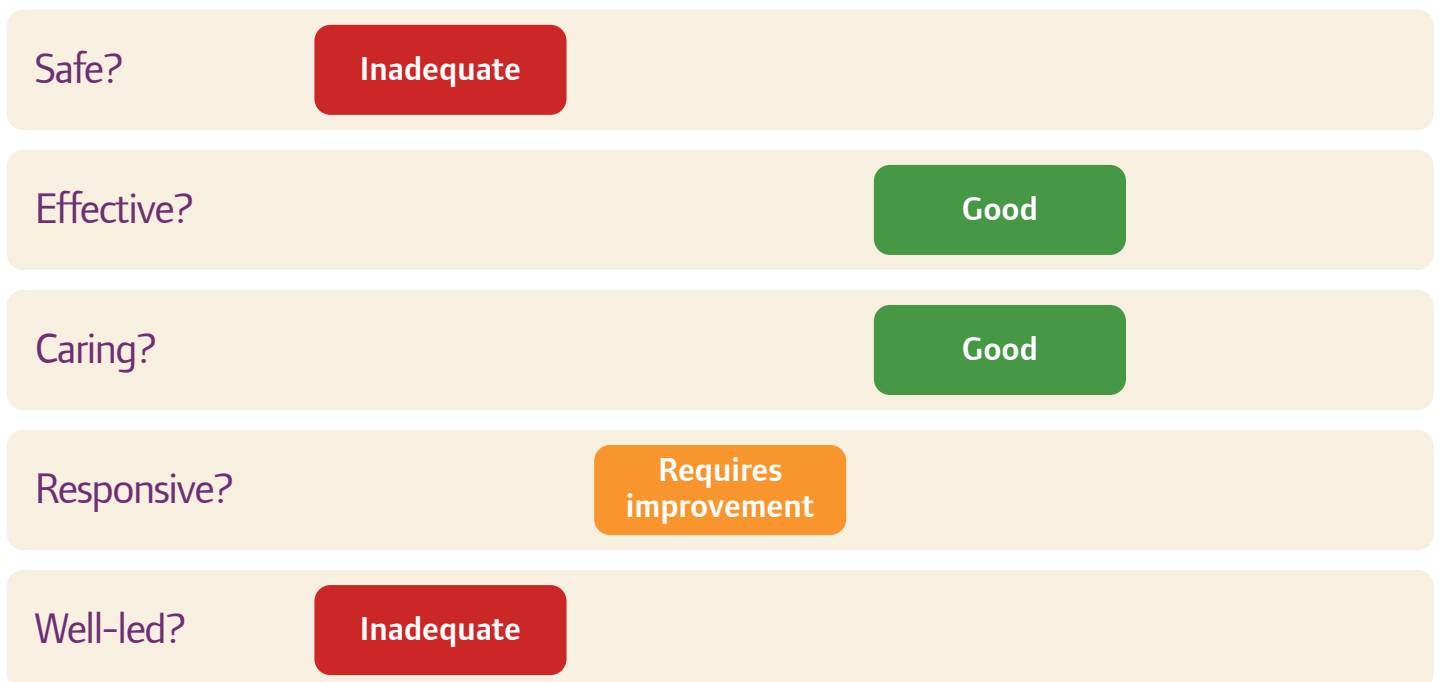 Safe? Inadequate
Effective? Good
Caring? Good
Responsive? Requires
improvement
Well-led? Inadequate